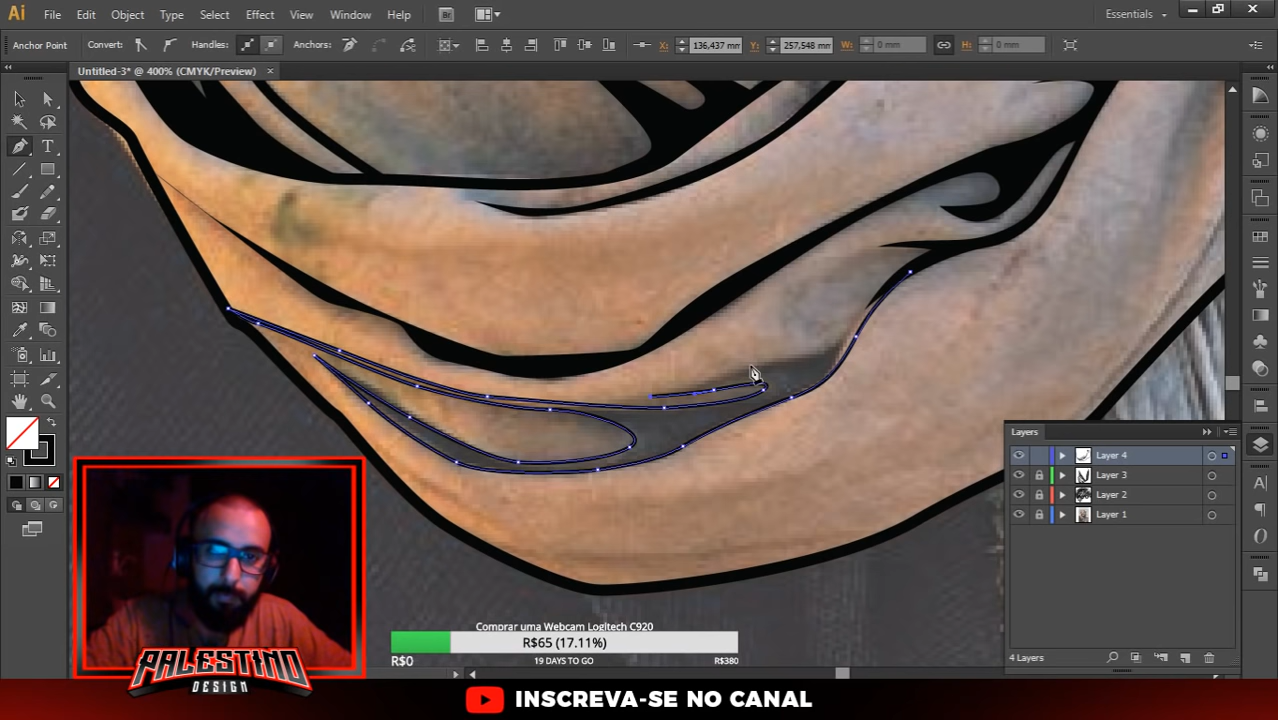 Ai File Edit Object Type Select Effect View Window Help Br Essentials
Anchor Point Convert: Handles: Anchors: X: 136,437 mm Y: 257,548 mm W: 0 mm H: 0 mm
Untitled-3* @ 400% (CMYK/Preview)
Layers
Layer 4
Layer 3
Layer 2
Layer 1
4 Layers
Comprar uma Webcam Logitech C920
R$65 (17.11%)
R$0 19 DAYS TO GO R$380
PALESTINO
DESIGN
INSCREVA-SE NO CANAL